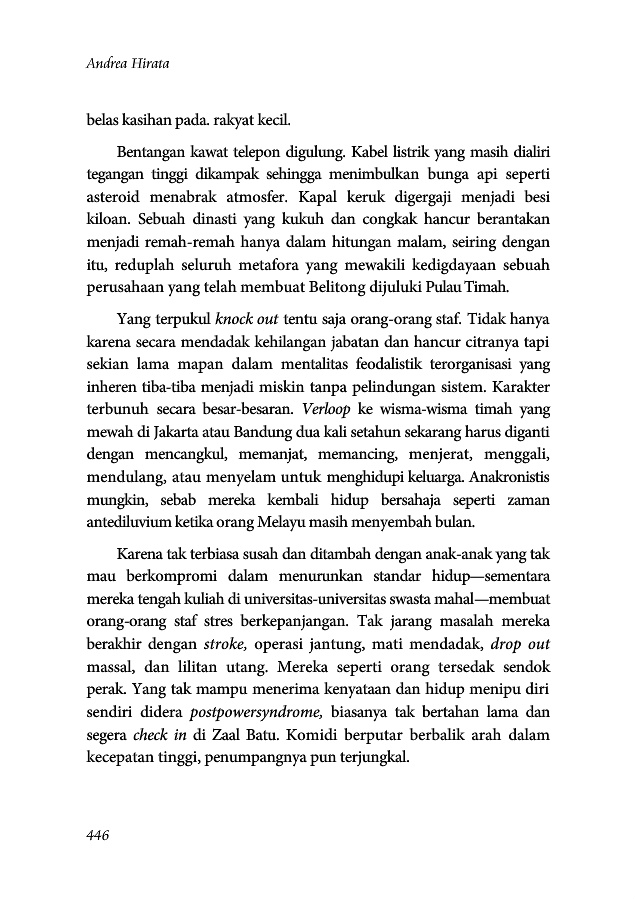 Andrea Hirata
belas kasihan pada. rakyat kecil.
Bentangan kawat telepon digulung. Kabel listrik yang masih dialiri
tegangan tinggi dikampak sehingga menimbulkan bunga api seperti
asteroid menabrak atmosfer. Kapal keruk digergaji menjadi besi
kiloan. Sebuah dinasti yang kukuh dan congkak hancur berantakan
menjadi remah-remah hanya dalam hitungan malam, seiring dengan
itu, reduplah seluruh metafora yang mewakili kedigdayaan sebuah
perusahaan yang telah membuat Belitong dijuluki Pulau Timah.
Yang terpukul knock out tentu saja orang-orang staf. Tidak hanya
karena secara mendadak kehilangan jabatan dan hancur citranya tapi
sekian lama mapan dalam mentalitas feodalistik terorganisasi yang
inheren tiba-tiba menjadi miskin tanpa pelindungan sistem. Karakter
terbunuh secara besar-besaran. Verloop ke wisma-wisma timah yang
mewah di Jakarta atau Bandung dua kali setahun sekarang harus diganti
dengan mencangkul, memanjat, memancing, menjerat, menggali,
mendulang, atau menyelam untuk menghidupi keluarga. Anakronistis
mungkin, sebab mereka kembali hidup bersahaja seperti zaman
antediluvium ketika orang Melayu masih menyembah bulan.
Karena tak terbiasa susah dan ditambah dengan anak-anak yang tak
mau berkompromi dalam menurunkan standar hidup—sementara
mereka tengah kuliah di universitas-universitas swasta mahal—membuat
orang-orang staf stres berkepanjangan. Tak jarang masalah mereka
berakhir dengan stroke, operasi jantung, mati mendadak, drop out
massal, dan lilitan utang. Mereka seperti orang tersedak sendok
perak. Yang tak mampu menerima kenyataan dan hidup menipu diri
sendiri didera postpowersyndrome, biasanya tak bertahan lama dan
segera check in di Zaal Batu. Komidi berputar berbalik arah dalam
kecepatan tinggi, penumpangnya pun terjungkal.
446